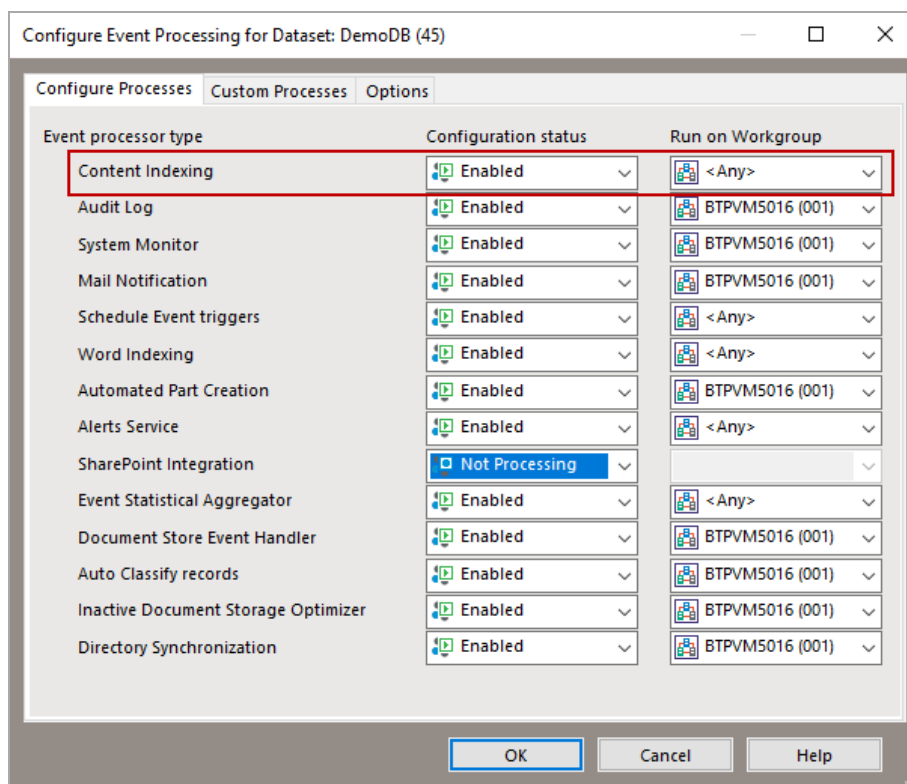 Configure Event Processing for Dataset: DemoDB (45)
Configure Processes Custom Processes Options
Event processor type Configuration status Run on Workgroup
Content Indexing Enabled <Any>
Audit Log Enabled BTPVM5016 (001)
System Monitor Enabled BTPVM5016 (001)
Mail Notification Enabled BTPVM5016 (001)
Schedule Event triggers Enabled <Any>
Word Indexing Enabled <Any>
Automated Part Creation Enabled BTPVM5016 (001)
Alerts Service Enabled <Any>
SharePoint Integration Not Processing
Event Statistical Aggregator Enabled <Any>
Document Store Event Handler Enabled BTPVM5016 (001)
Auto Classify records Enabled BTPVM5016 (001)
Inactive Document Storage Optimizer Enabled BTPVM5016 (001)
Directory Synchronization Enabled BTPVM5016 (001)
OK Cancel Help